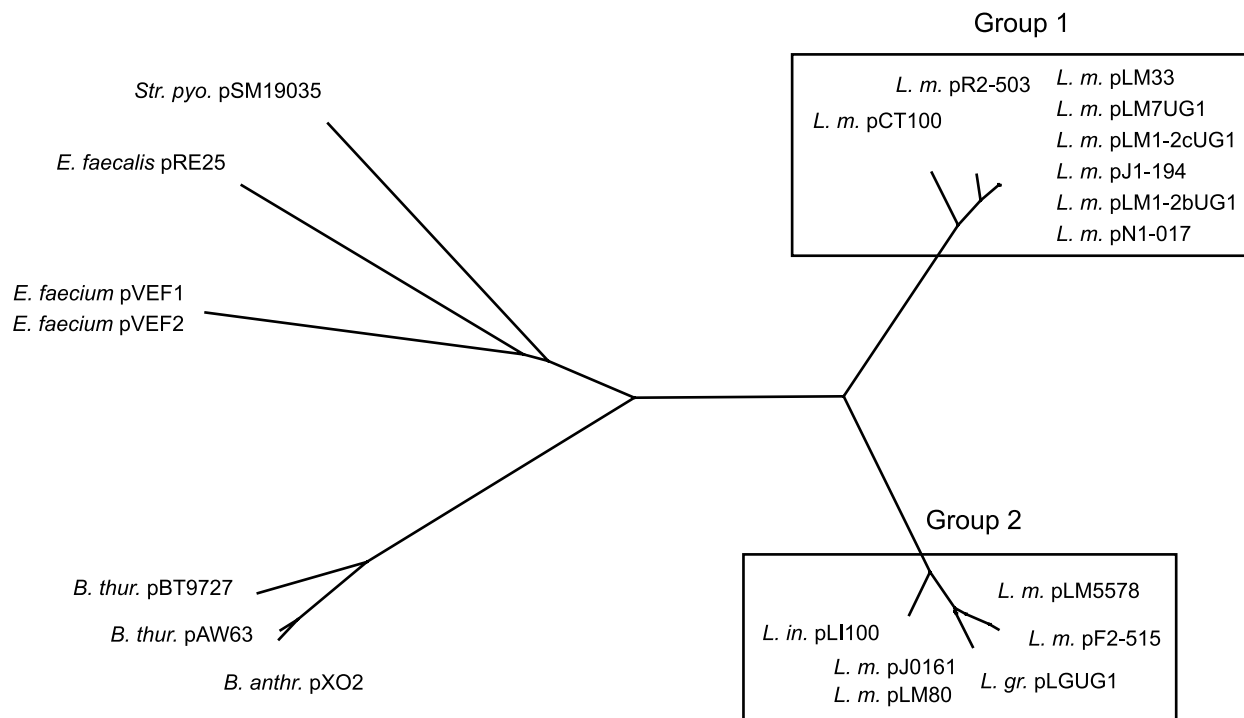 Group 1
Str. pyo. pSM19035
E. faecalis pRE25
E. faecium pVEF1
E. faecium pVEF2
B. thur. pBT9727
B. thur. pAW63
B. anthr. pXO2
L. m. pR2-503
L. m. pCT100
L. m. pLM33
L. m. pLM7UG1
L. m. pLM1-2cUG1
L. m. pJ1-194
L. m. pLM1-2bUG1
L. m. pN1-017
Group 2
L. m. pLM5578
L. in. pLI100
L. m. pF2-515
L. m. pJ0161
L. m. pLM80
L. gr. pLGUG1